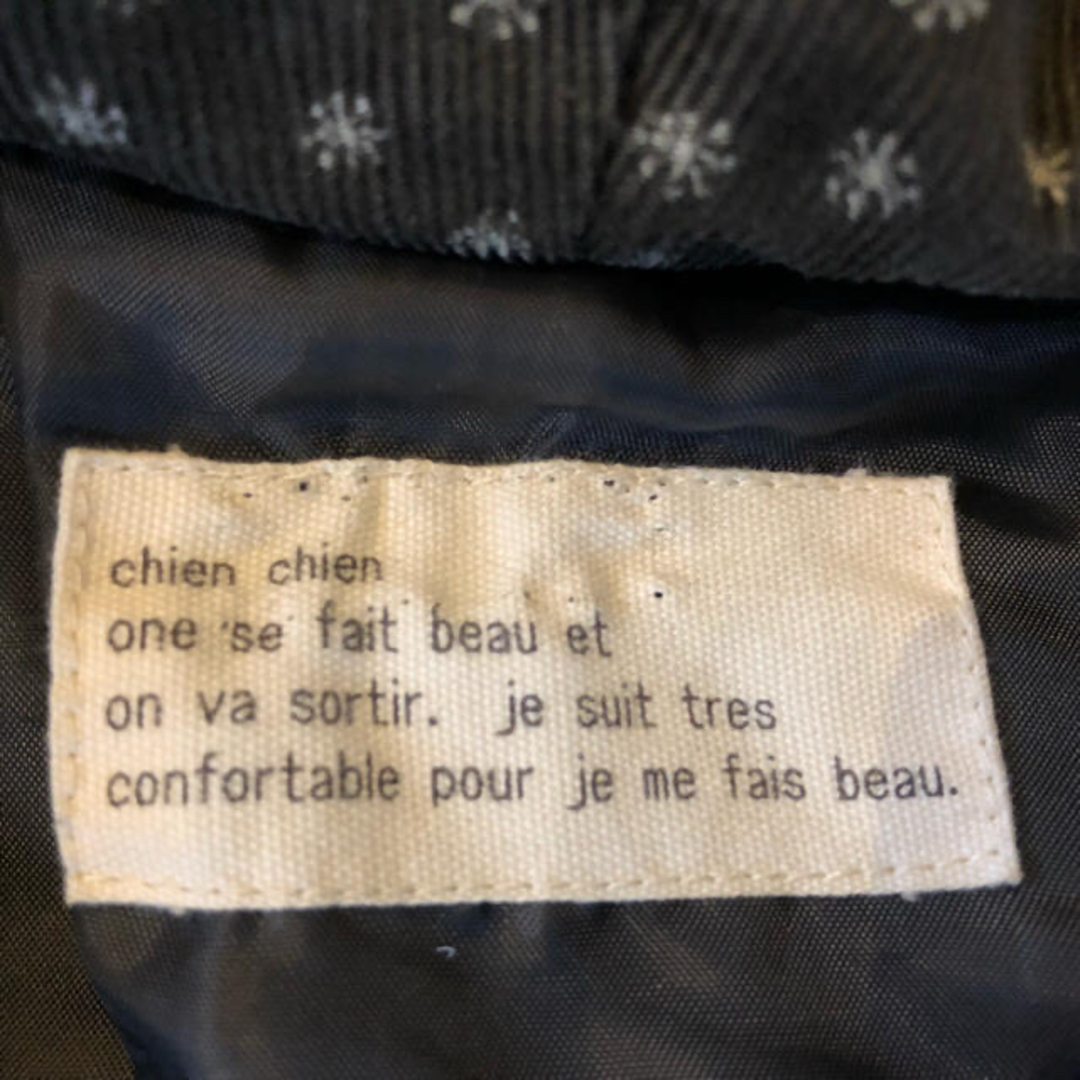 chien chien
one se fait beau et
on va sortir. je suit tres
confortable pour je me fais beau.